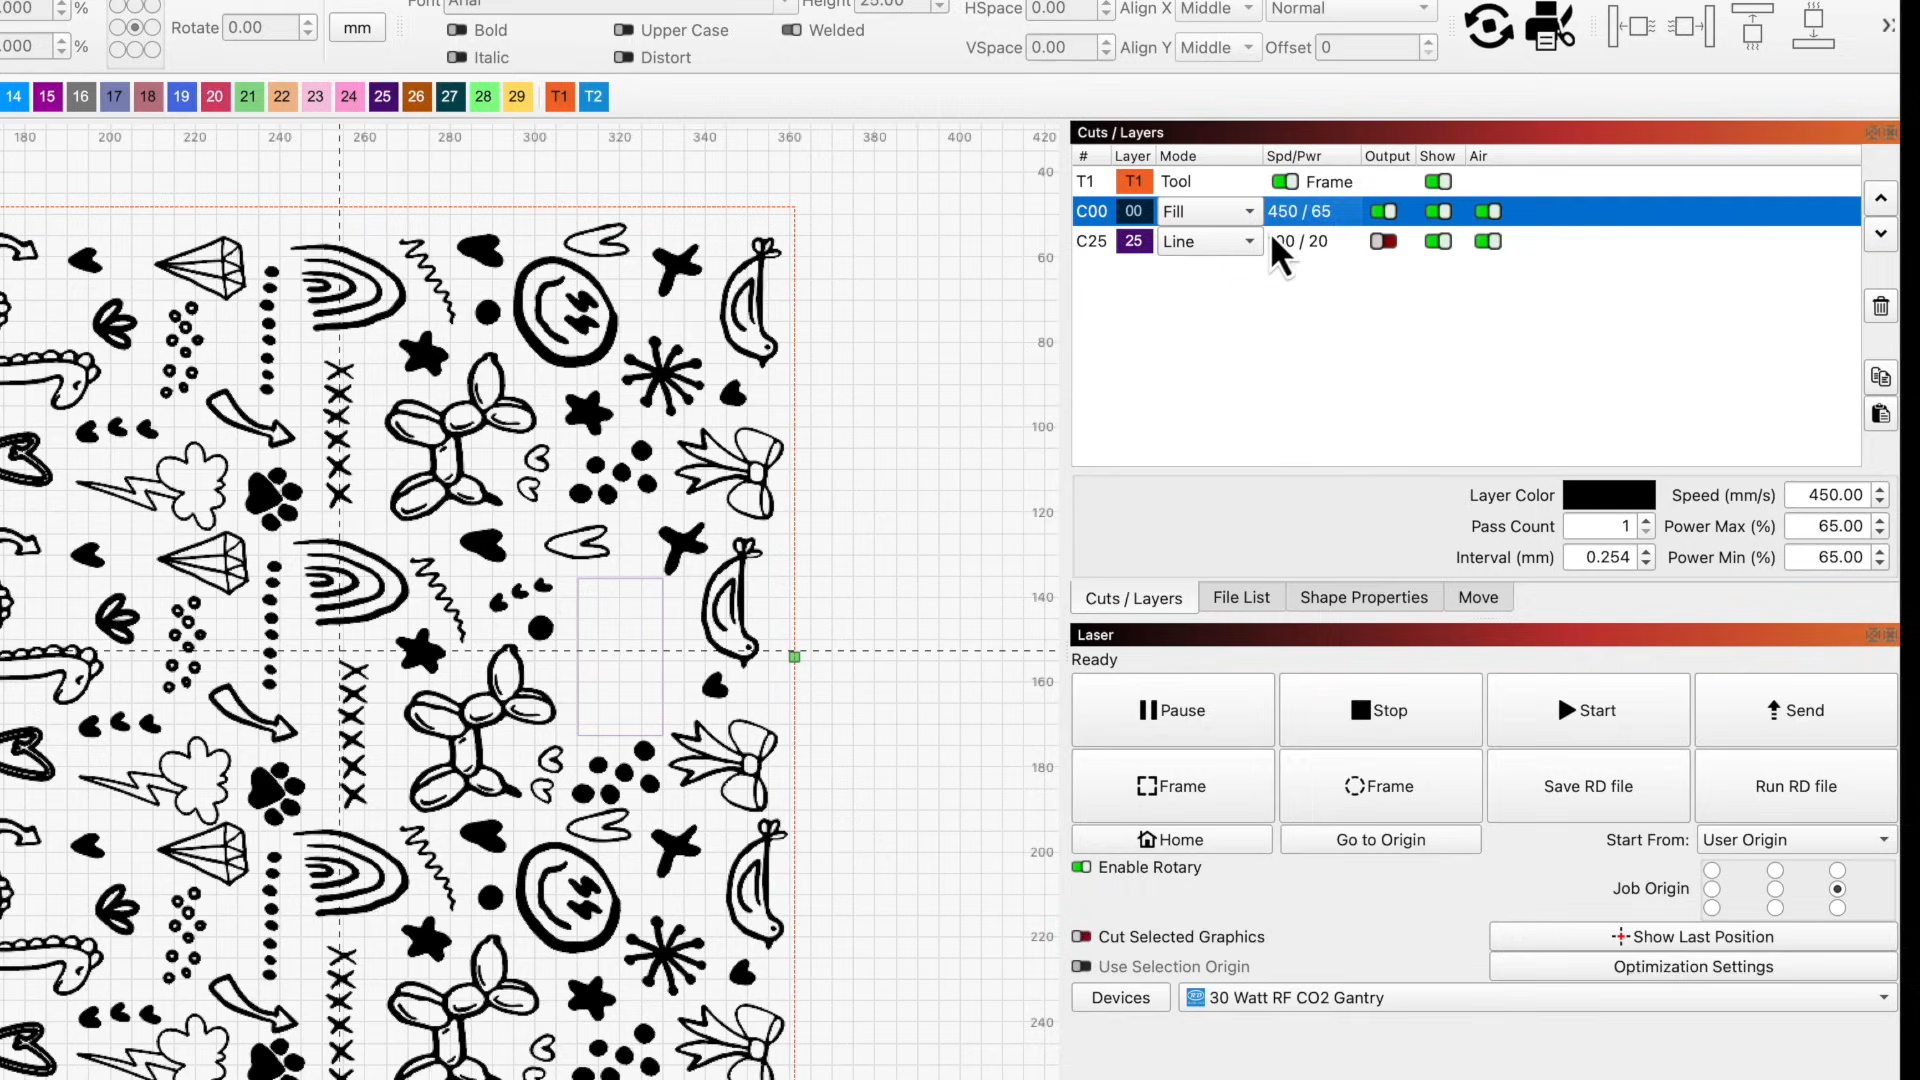 .000 %
.000 %
Rotate 0.00
mm
Font Arial
Height 25.00
Bold
Italic
Upper Case
Distort
Welded
HSpace 0.00 Align X Middle Normal
VSpace 0.00 Align Y Middle Offset 0
14 15 16 17 18 19 20 21 22 23 24 25 26 27 28 29 T1 T2
180 200 220 240 260 280 300 320 340 360 380 400 420
40
60
80
100
120
140
160
180
200
220
240
Cuts / Layers
# Layer Mode Spd/Pwr Output Show Air
T1 T1 Tool Frame
C00 00 Fill 450 / 65
C25 25 Line 00 / 20
Layer Color Speed (mm/s) 450.00
Pass Count 1 Power Max (%) 65.00
Interval (mm) 0.254 Power Min (%) 65.00
Cuts / Layers File List Shape Properties Move
Laser
Ready
Pause Stop Start Send
Frame Frame Save RD file Run RD file
Home Go to Origin Start From: User Origin
Enable Rotary
Job Origin
Cut Selected Graphics Show Last Position
Use Selection Origin Optimization Settings
Devices 30 Watt RF CO2 Gantry